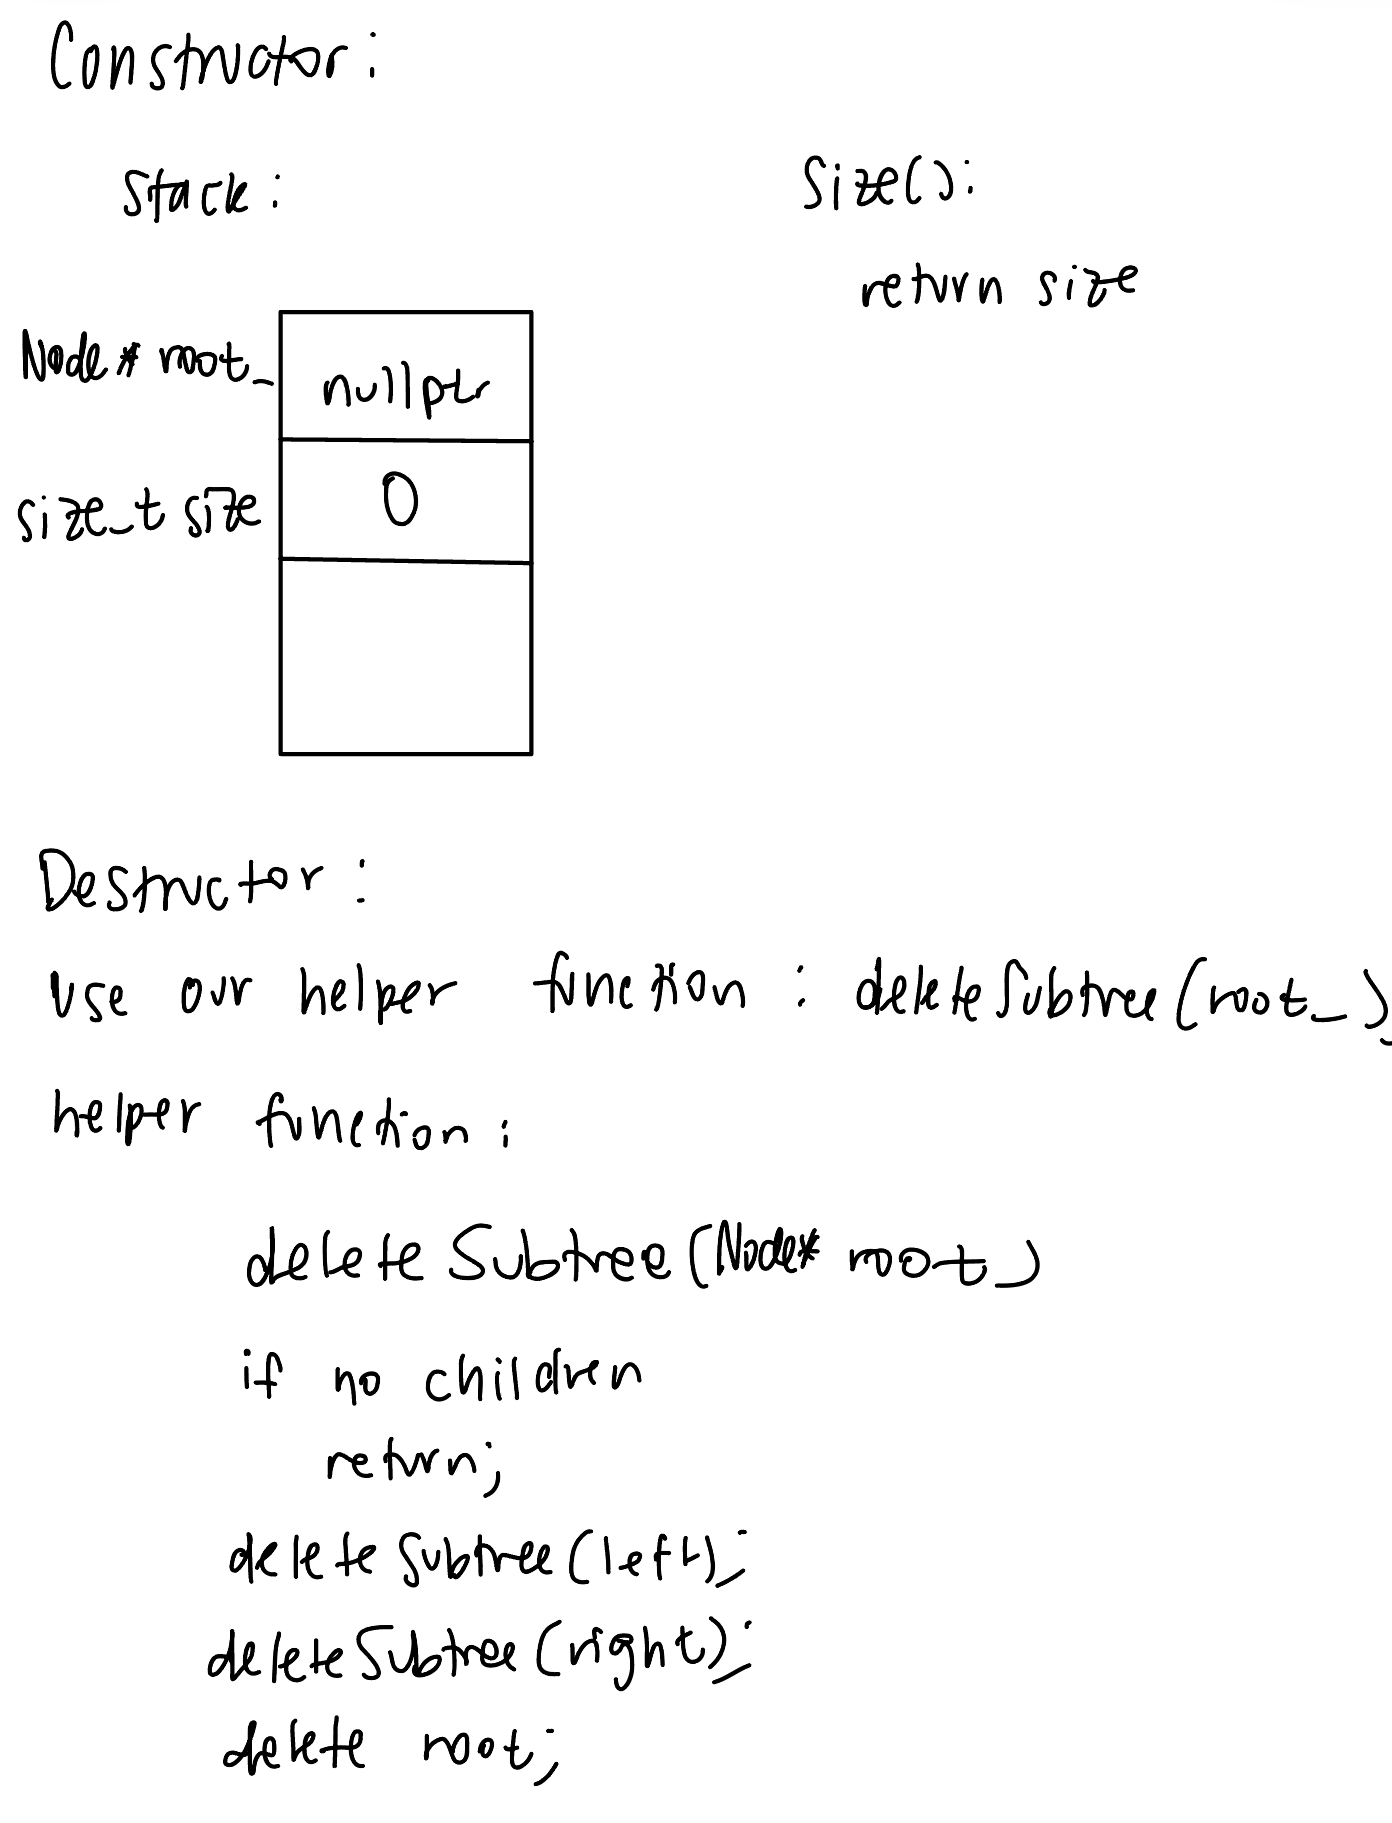 Constructor:
Stack:
Size():
return size
Node* root_
nullptr
size_t size
0
Destructor:
use our helper function : deleteSubtree(root_)
helper function:
deleteSubtree(Node* root)
if no children
return;
deleteSubtree(left);
deleteSubtree(right);
delete root;